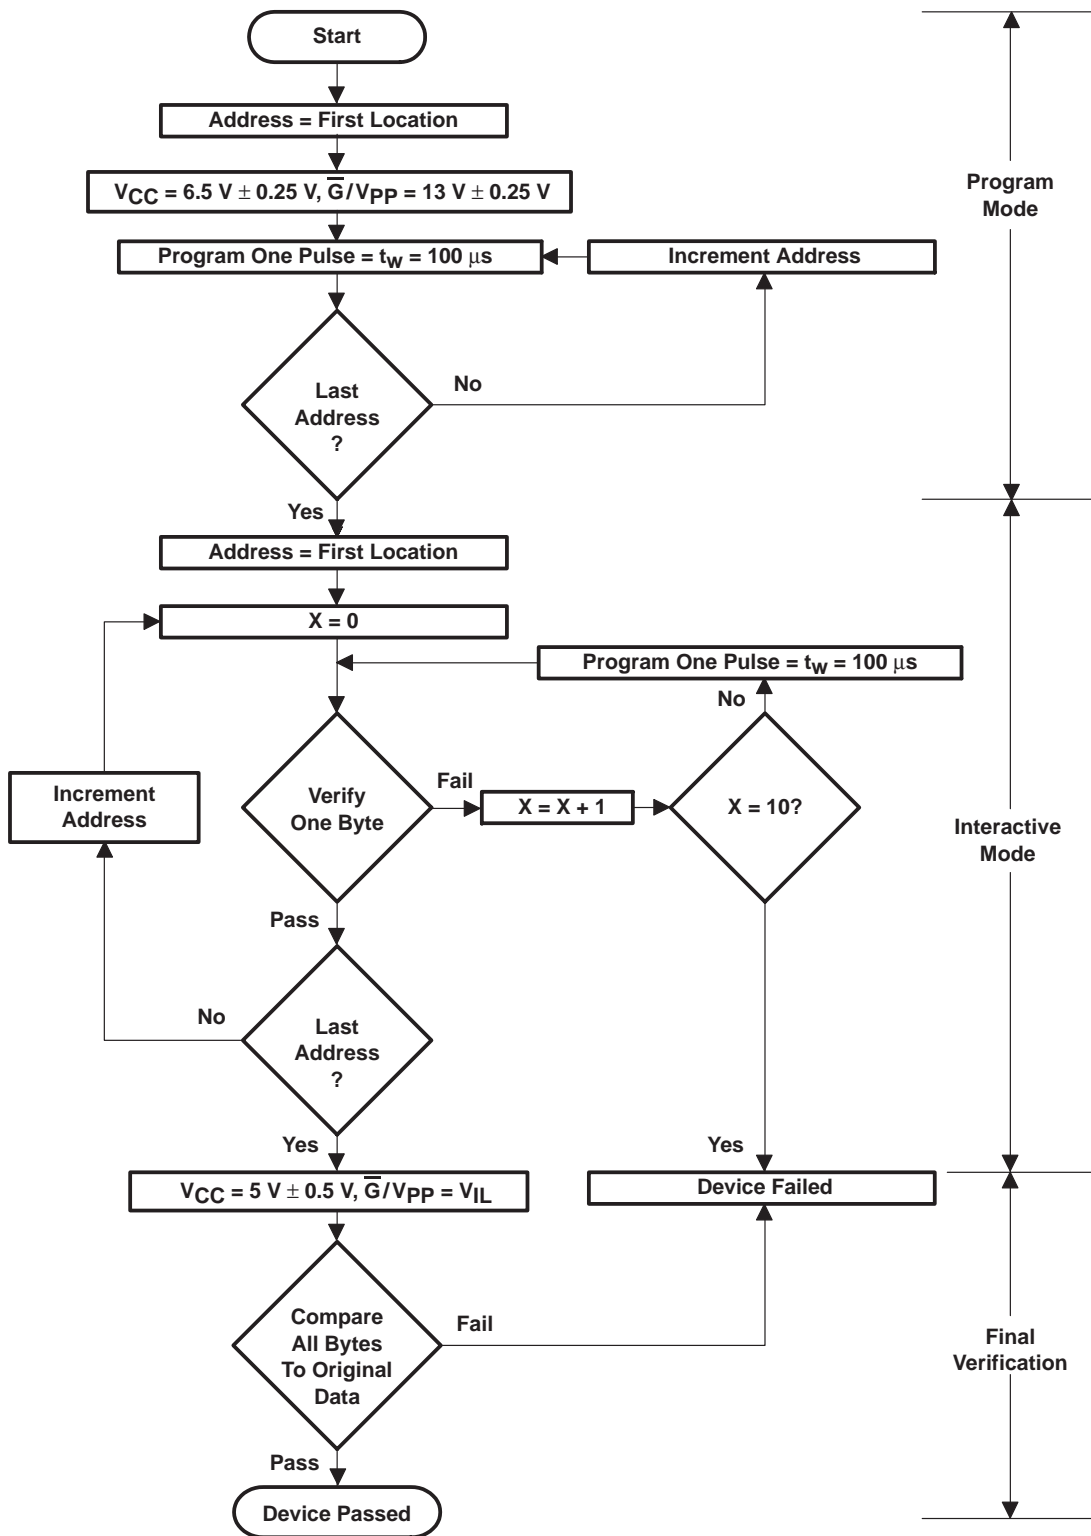 Start
Address = First Location
VCC = 6.5 V ± 0.25 V, G̅/VPP = 13 V ± 0.25 V
Program One Pulse = tw = 100 μs
Increment Address
Program
Mode
Last
Address
?
No
Yes
Address = First Location
X = 0
Program One Pulse = tw = 100 μs
No
Increment
Address
Verify
One Byte
Fail
X = X + 1
X = 10?
Interactive
Mode
Pass
No
Last
Address
?
Yes
Yes
VCC = 5 V ± 0.5 V, G̅/VPP = VIL
Device Failed
Compare
All Bytes
To Original
Data
Fail
Final
Verification
Pass
Device Passed